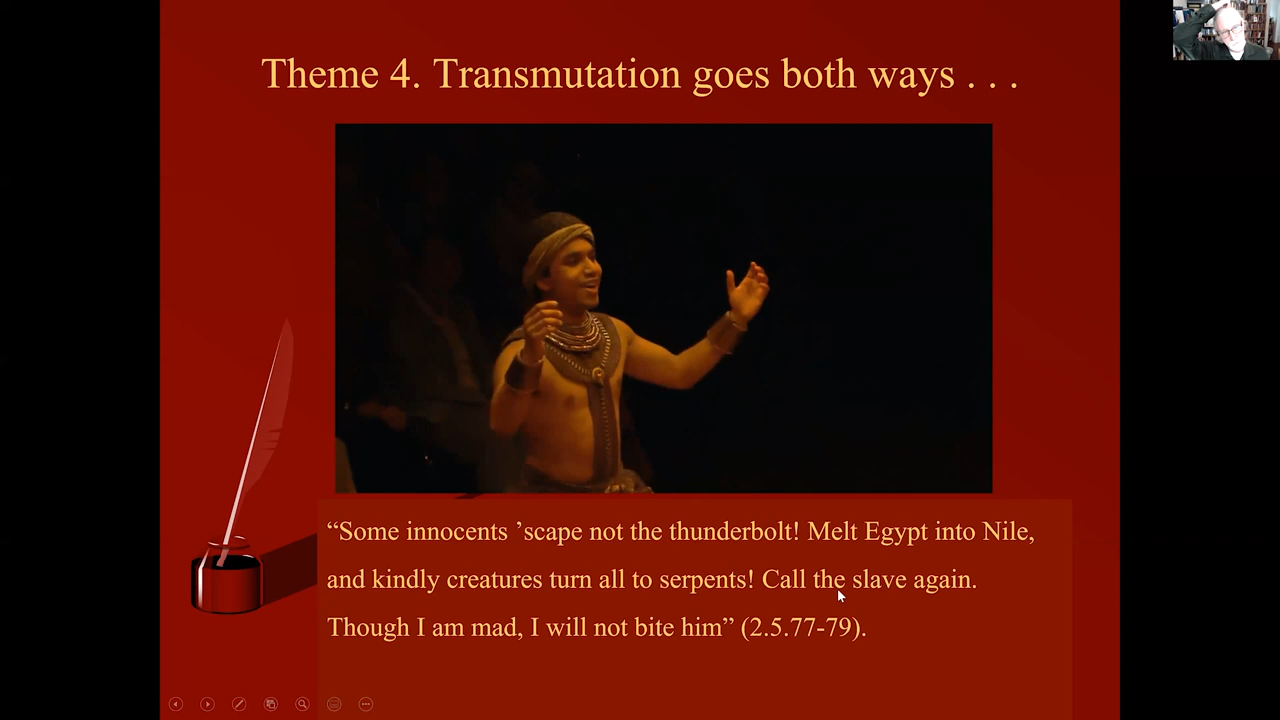 Theme 4. Transmutation goes both ways . . .
“Some innocents ’scape not the thunderbolt! Melt Egypt into Nile,
and kindly creatures turn all to serpents! Call the slave again.
Though I am mad, I will not bite him” (2.5.77-79).